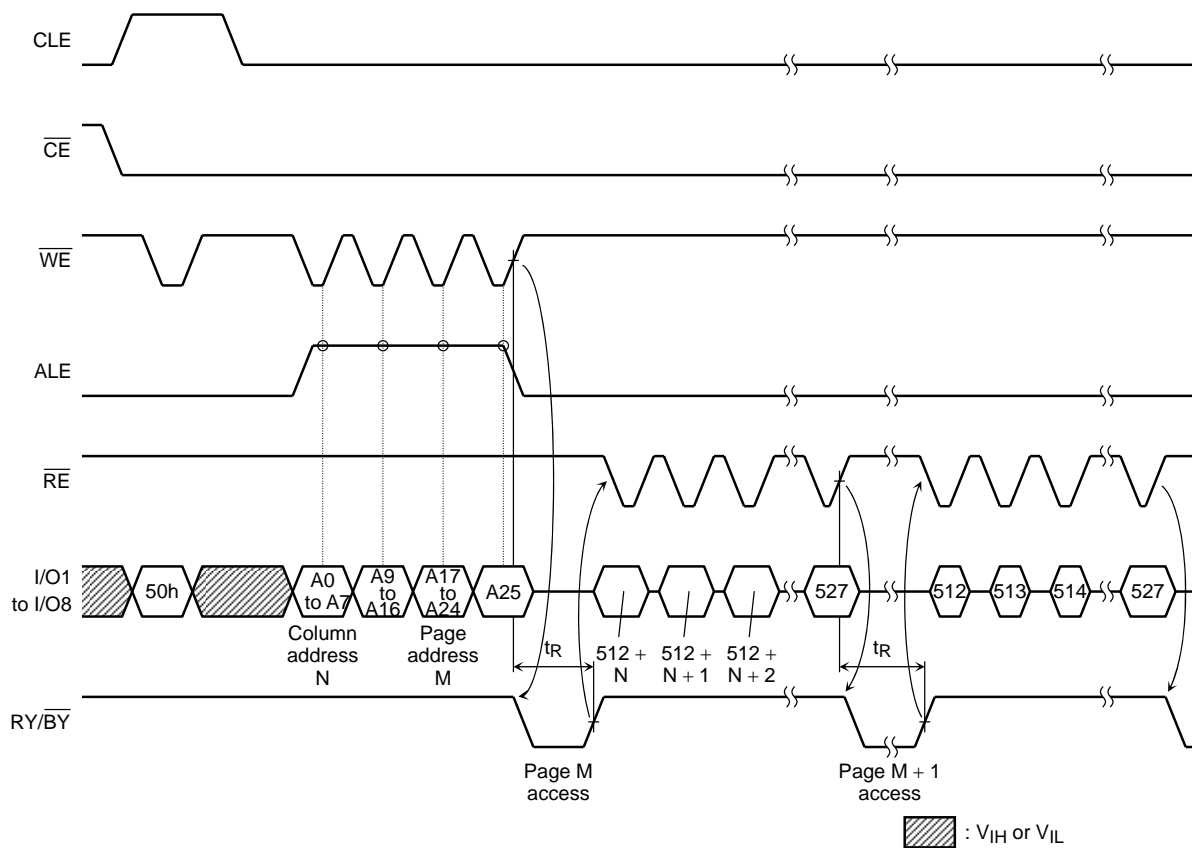 CLE
CE
WE
ALE
RE
I/O1
to I/O8
50h
A0
to A7
A9
to
A16
A17
to
A24
A25
527
512
513
514
527
Column
address
N
Page
address
M
tR
512 +
N
512 +
N + 1
512 +
N + 2
tR
RY/BY
Page M
access
Page M + 1
access
: VIH or VIL